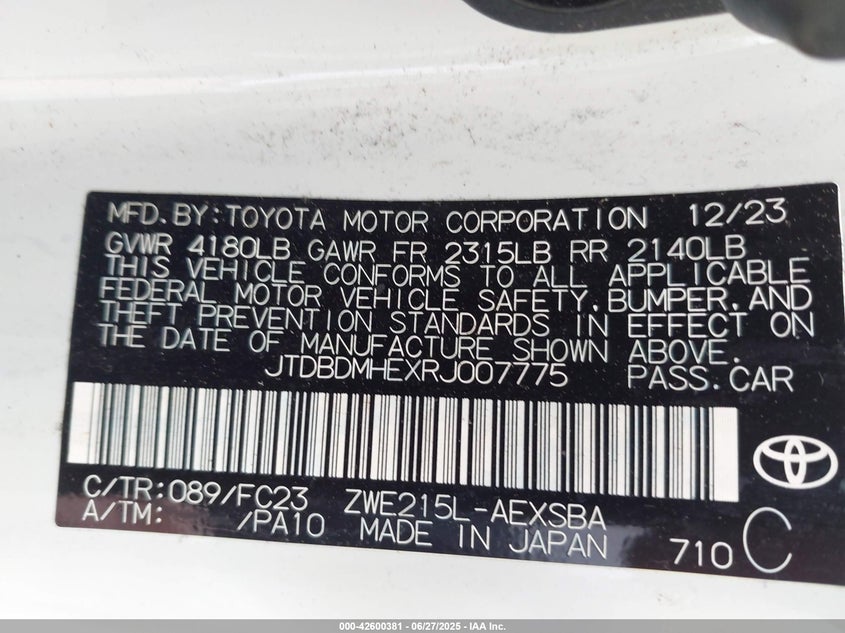 MFD. BY: TOYOTA MOTOR CORPORATION 12/23
GVWR 4180LB GAWR FR 2315LB RR 2140LB
THIS VEHICLE CONFORMS TO ALL APPLICABLE
FEDERAL MOTOR VEHICLE SAFETY, BUMPER, AND
THEFT PREVENTION STANDARDS IN EFFECT ON
THE DATE OF MANUFACTURE SHOWN ABOVE.
JTDBDMHEXRJ007775 PASS. CAR
C/TR: 089/FC23 ZWE215L-AEXSBA
A/TM: /PA10 MADE IN JAPAN 710 C
000-42600381 | 06/27/2025 - IAA Inc.